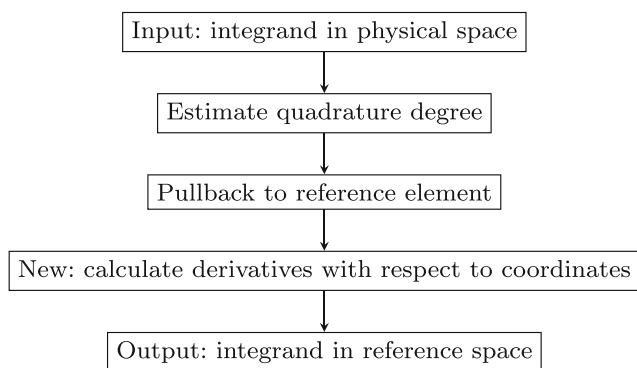 Input: integrand in physical space
Estimate quadrature degree
Pullback to reference element
New: calculate derivatives with respect to coordinates
Output: integrand in reference space